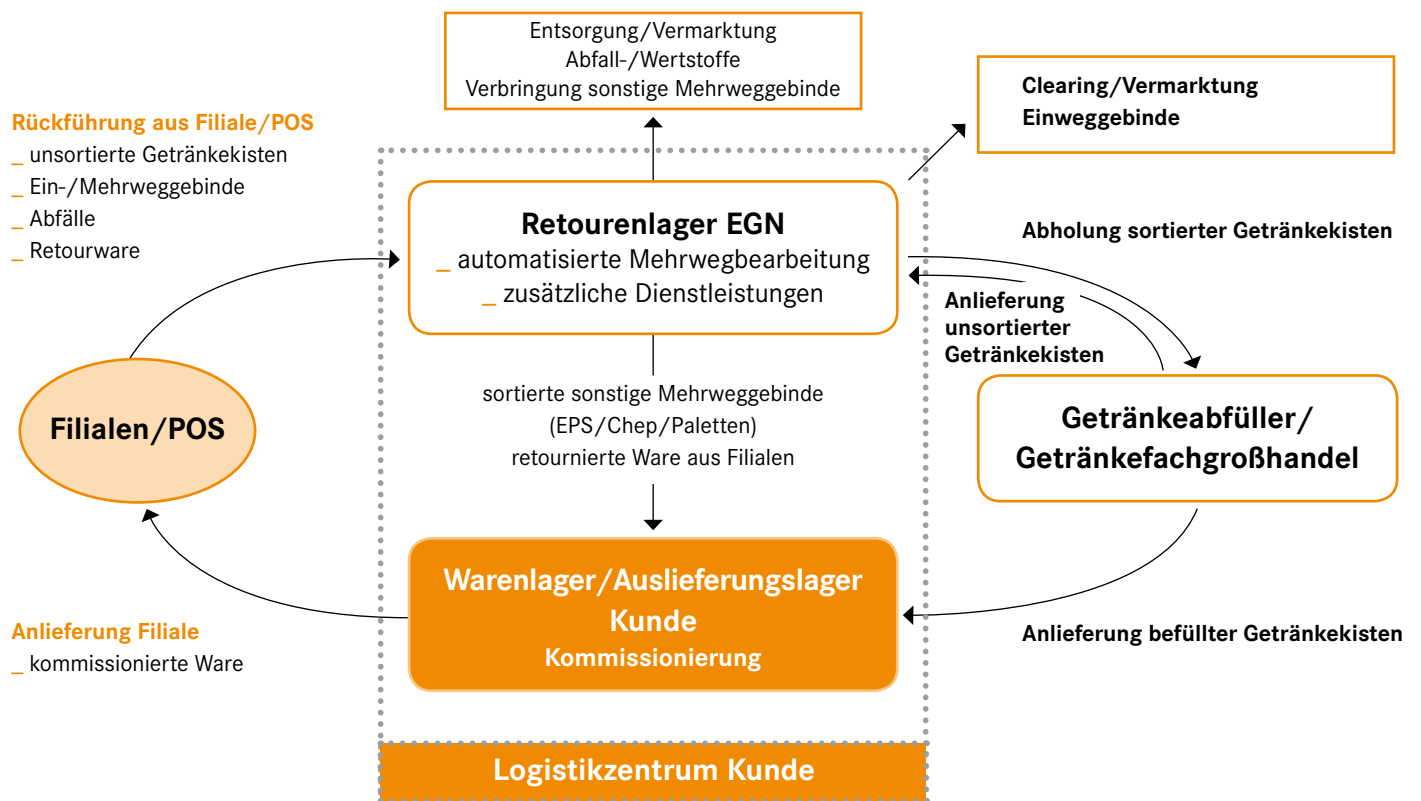 Entsorgung/Vermarktung
Abfall-/Wertstoffe
Verbringung sonstige Mehrweggebinde
Clearing/Vermarktung
Einweggebinde
Rückführung aus Filiale/POS
_ unsortierte Getränkekisten
_ Ein-/Mehrweggebinde
_ Abfälle
_ Retourware
Retourenlager EGN
_ automatisierte Mehrwegbearbeitung
_ zusätzliche Dienstleistungen
Abholung sortierter Getränkekisten
Anlieferung
unsortierter
Getränkekisten
Filialen/POS
sortierte sonstige Mehrweggebinde
(EPS/Chep/Paletten)
retournierte Ware aus Filialen
Getränkeabfüller/
Getränkefachgroßhandel
Warenlager/Auslieferungslager
Kunde
Kommissionierung
Anlieferung Filiale
_ kommissionierte Ware
Anlieferung befüllter Getränkekisten
Logistikzentrum Kunde